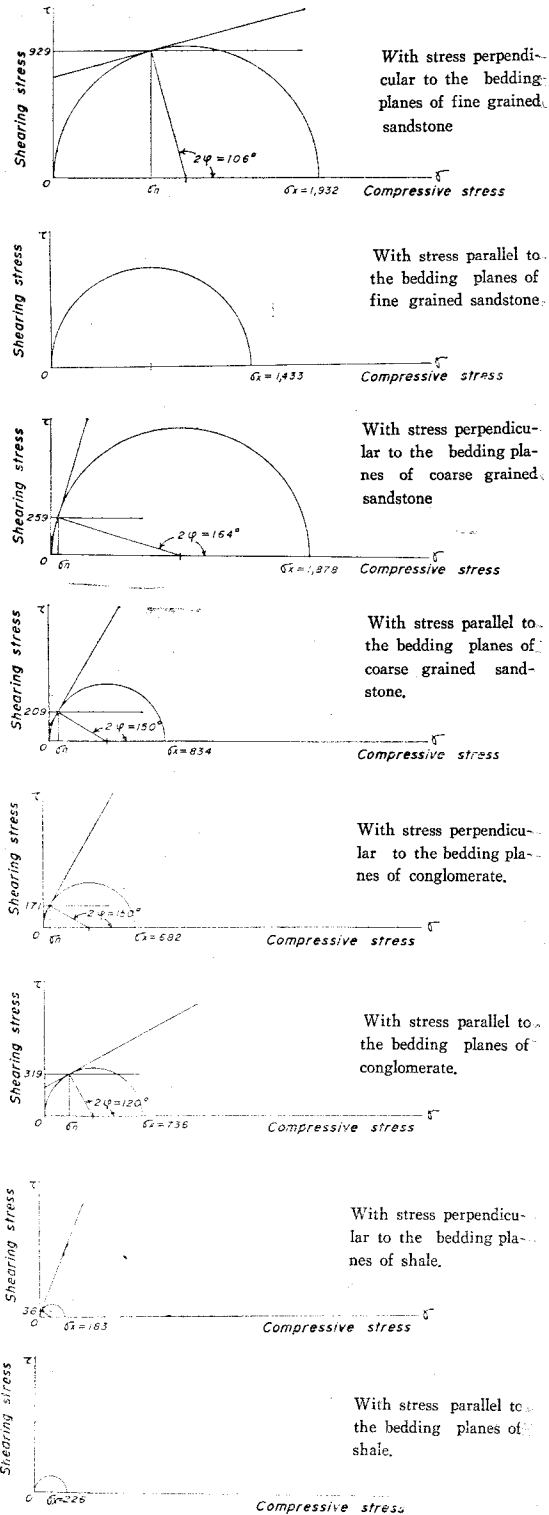 τ
Shearing stress
929
2φ=106°
0
σn
σx=1,932
Compressive stress
σ
With stress perpendi-
cular to the bedding
planes of fine grained
sandstone
τ
Shearing stress
0
σx=1,433
Compressive stress
σ
With stress parallel to
the bedding planes of
fine grained sandstone
τ
Shearing stress
259
2φ=164°
0
σn
σx=1,878
Compressive stress
σ
With stress perpendicu-
lar to the bedding pla-
nes of coarse grained
sandstone
τ
Shearing stress
209
2φ=150°
0
σn
σx=834
Compressive stress
σ
With stress parallel to
the bedding planes of
coarse grained sand-
stone.
τ
Shearing stress
171
2φ=150°
0
σn
σx=682
Compressive stress
σ
With stress perpendicu-
lar to the bedding pla-
nes of conglomerate.
τ
Shearing stress
319
2φ=120°
0
σn
σx=736
Compressive stress
σ
With stress parallel to
the bedding planes of
conglomerate.
τ
Shearing stress
36
0
σx=183
Compressive stress
σ
With stress perpendicu-
lar to the bedding pla-
nes of shale.
τ
Shearing stress
0
σx=226
Compressive stress
With stress parallel to
the bedding planes of
shale.